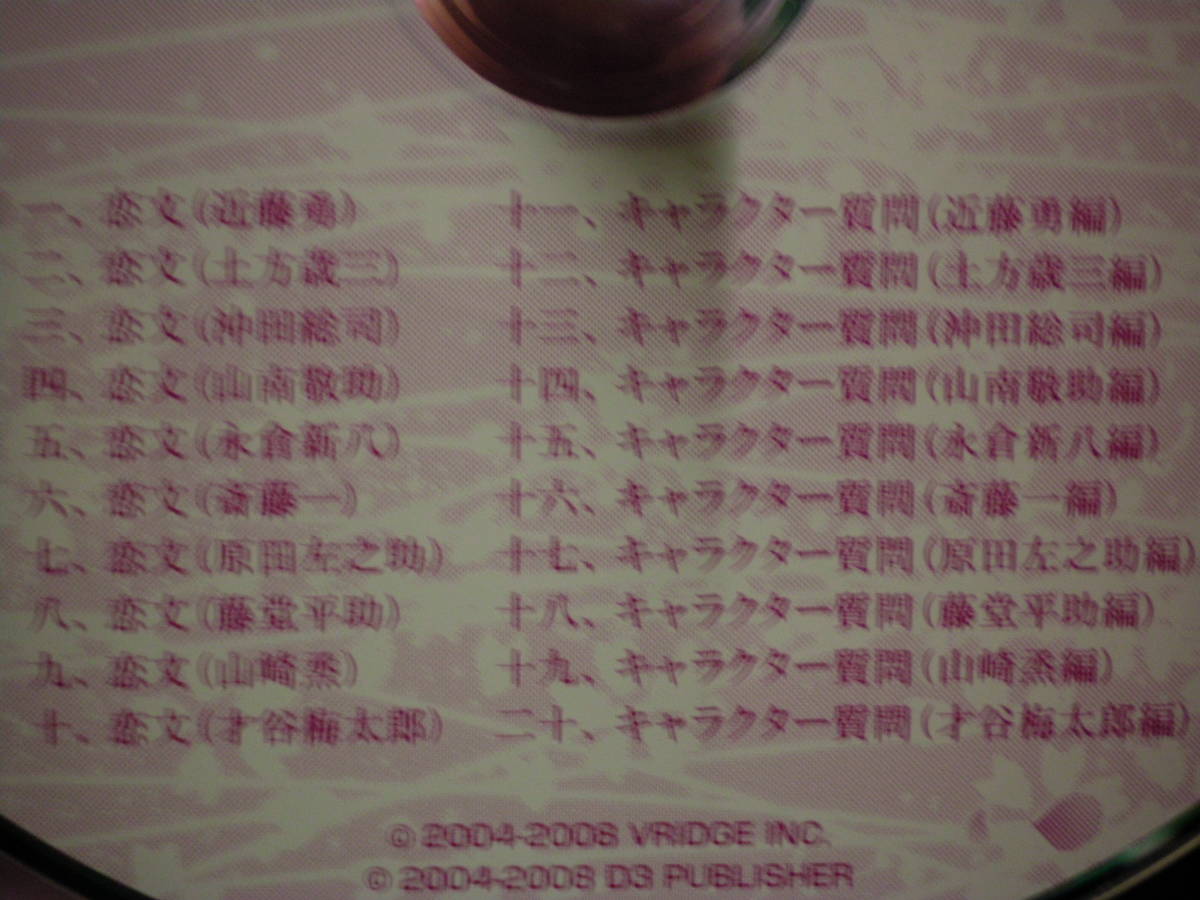 一、恋文(近藤勇)
二、恋文(土方歳三)
三、恋文(沖田総司)
四、恋文(山南敬助)
五、恋文(永倉新八)
六、恋文(斎藤一)
七、恋文(原田左之助)
八、恋文(藤堂平助)
九、恋文(山崎烝)
十、恋文(才谷梅太郎)
十一、キャラクター質問(近藤勇編)
十二、キャラクター質問(土方歳三編)
十三、キャラクター質問(沖田総司編)
十四、キャラクター質問(山南敬助編)
十五、キャラクター質問(永倉新八編)
十六、キャラクター質問(斎藤一編)
十七、キャラクター質問(原田左之助編)
十八、キャラクター質問(藤堂平助編)
十九、キャラクター質問(山崎烝編)
二十、キャラクター質問(才谷梅太郎編)
© 2004-2008 VRIDGE INC.
© 2004-2008 D3 PUBLISHER